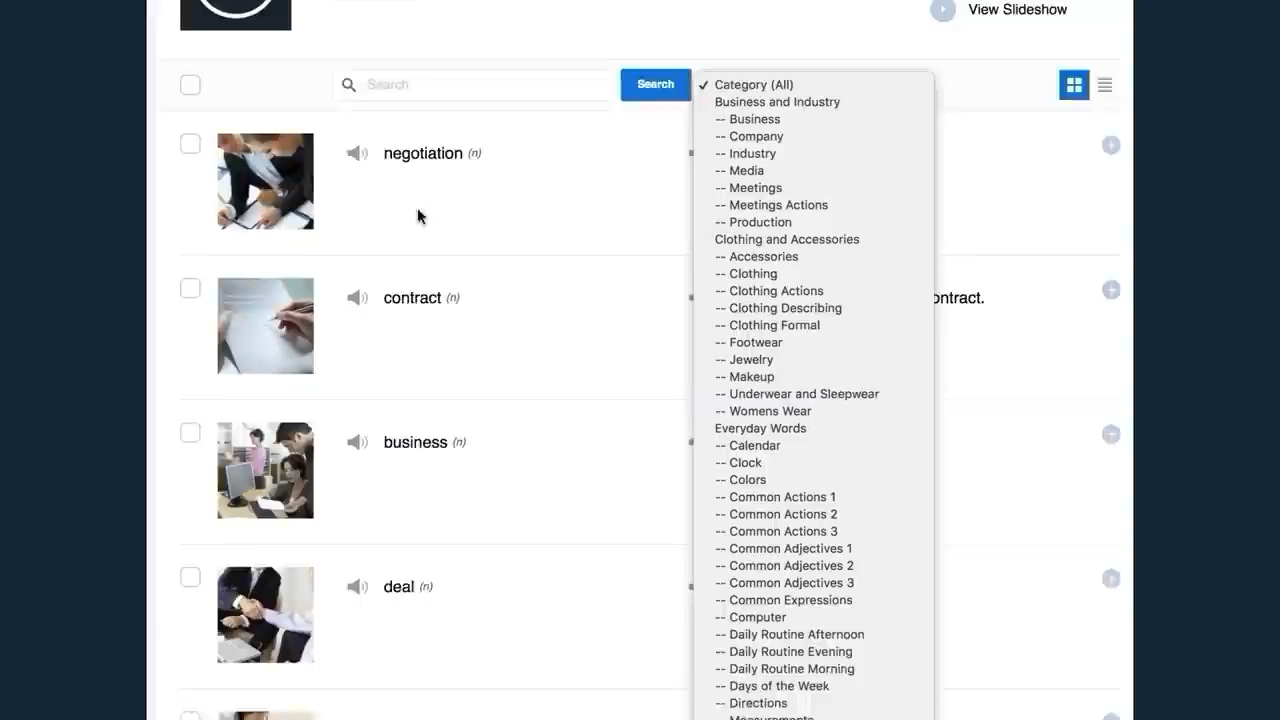 View Slideshow
Search
Search
✓ Category (All)
Business and Industry
-- Business
-- Company
-- Industry
-- Media
-- Meetings
-- Meetings Actions
-- Production
Clothing and Accessories
-- Accessories
-- Clothing
-- Clothing Actions
-- Clothing Describing
-- Clothing Formal
-- Footwear
-- Jewelry
-- Makeup
-- Underwear and Sleepwear
-- Womens Wear
Everyday Words
-- Calendar
-- Clock
-- Colors
-- Common Actions 1
-- Common Actions 2
-- Common Actions 3
-- Common Adjectives 1
-- Common Adjectives 2
-- Common Adjectives 3
-- Common Expressions
-- Computer
-- Daily Routine Afternoon
-- Daily Routine Evening
-- Daily Routine Morning
-- Days of the Week
-- Directions
-- Measurements
negotiation (n)
contract (n)
ontract.
business (n)
deal (n)